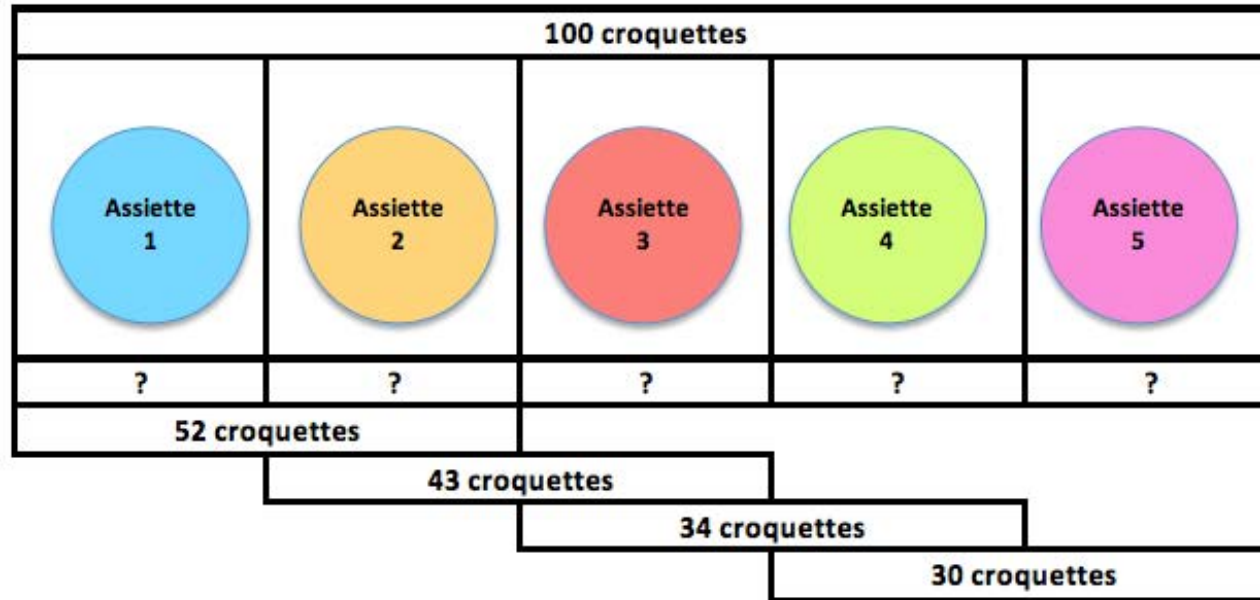 100 croquettes
Assiette
1
Assiette
2
Assiette
3
Assiette
4
Assiette
5
? ? ? ? ?
52 croquettes
43 croquettes
34 croquettes
30 croquettes